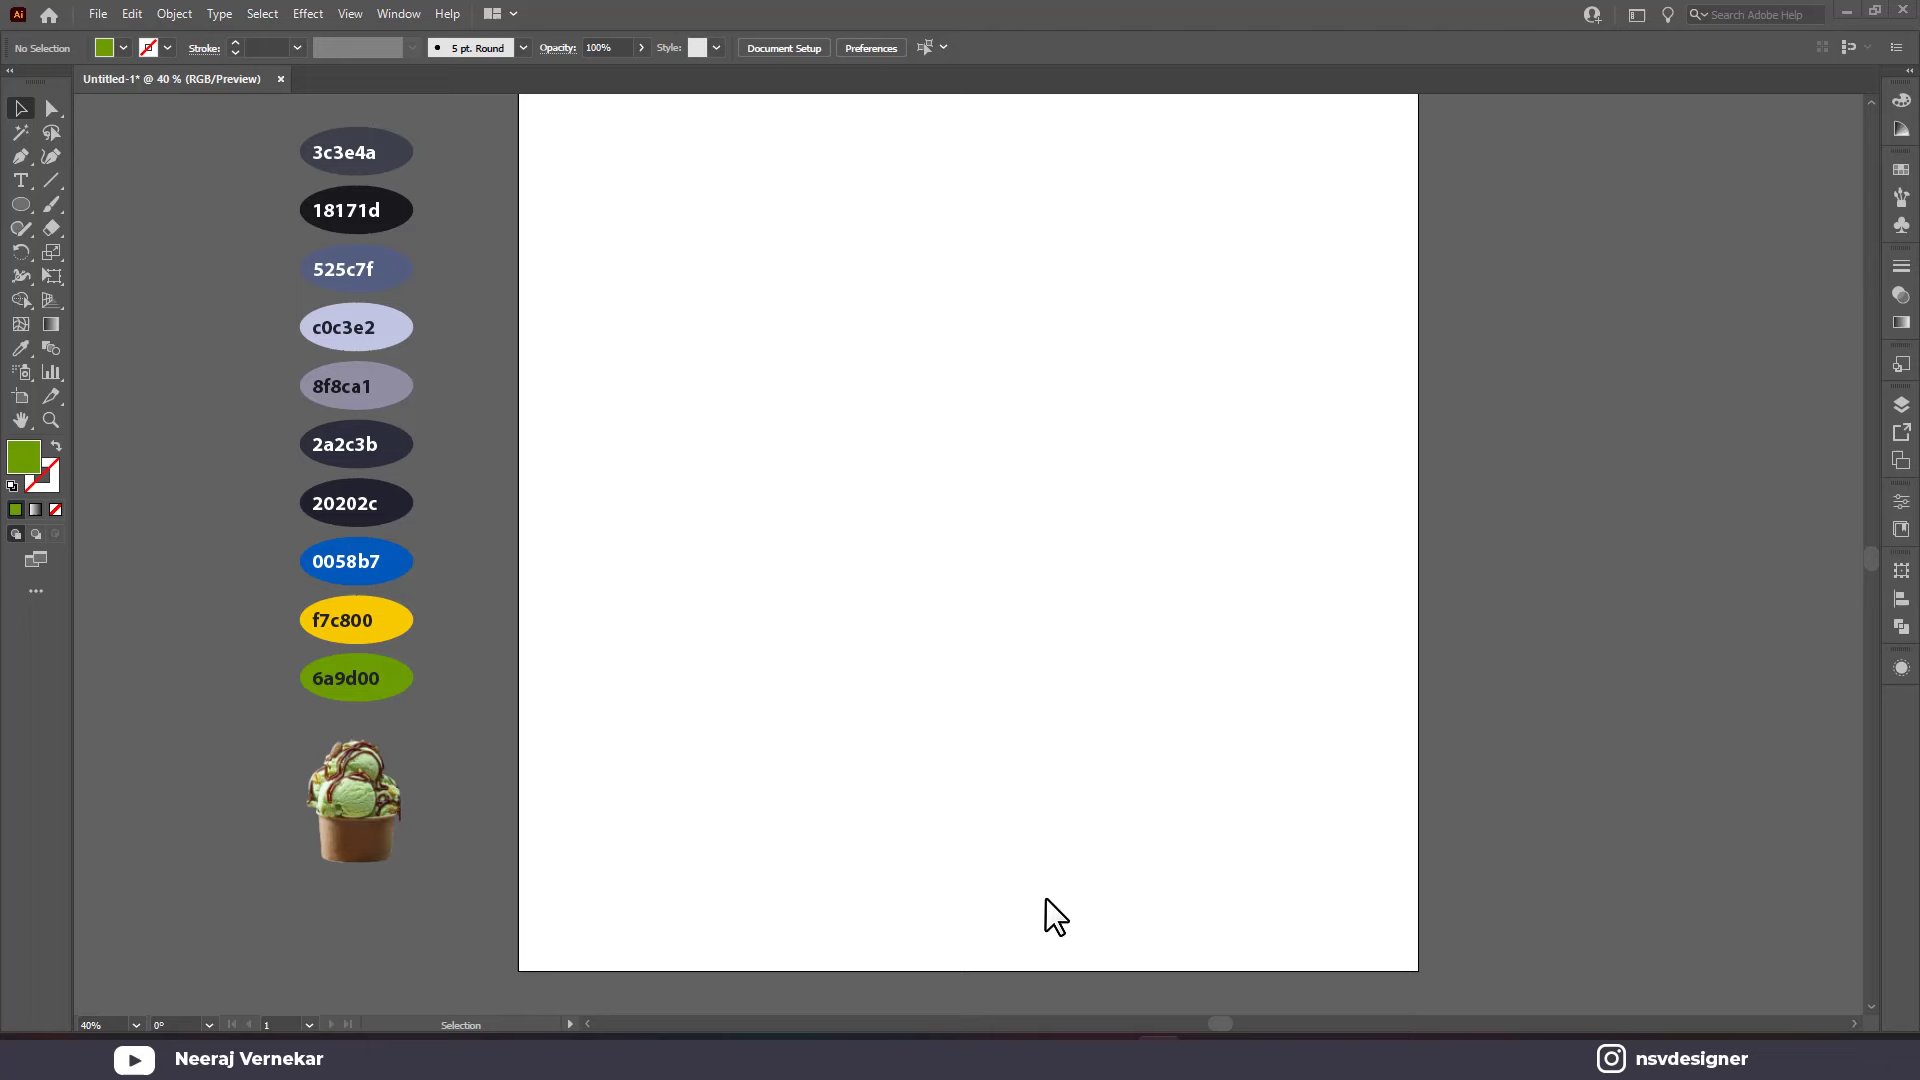 Ai File Edit Object Type Select Effect View Window Help Search Adobe Help
No Selection Stroke: 5 pt. Round Opacity: 100% Style: Document Setup Preferences
Untitled-1* @ 40 % (RGB/Preview) ×
3c3e4a
18171d
525c7f
c0c3e2
8f8ca1
2a2c3b
20202c
0058b7
f7c800
6a9d00
40% 0° 1 Selection
Neeraj Vernekar nsvdesigner